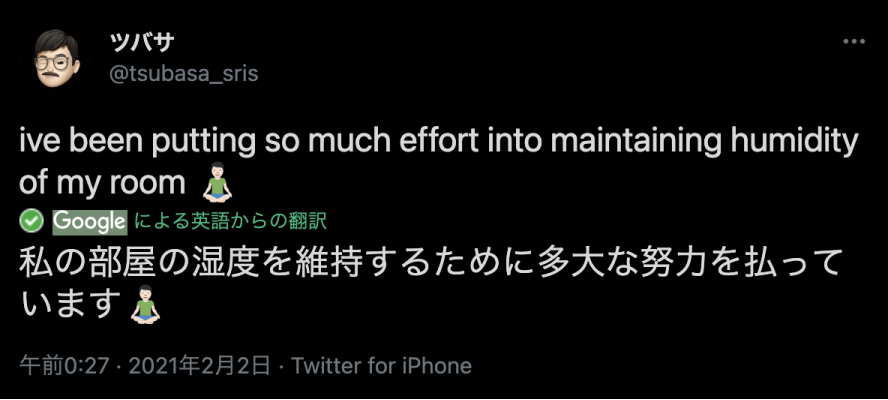 ツバサ
@tsubasa_sris
ive been putting so much effort into maintaining humidity
of my room 🧘🏻‍♂️
Google による英語からの翻訳
私の部屋の湿度を維持するために多大な努力を払って
います🧘🏻‍♂️
午前0:27 · 2021年2月2日 · Twitter for iPhone